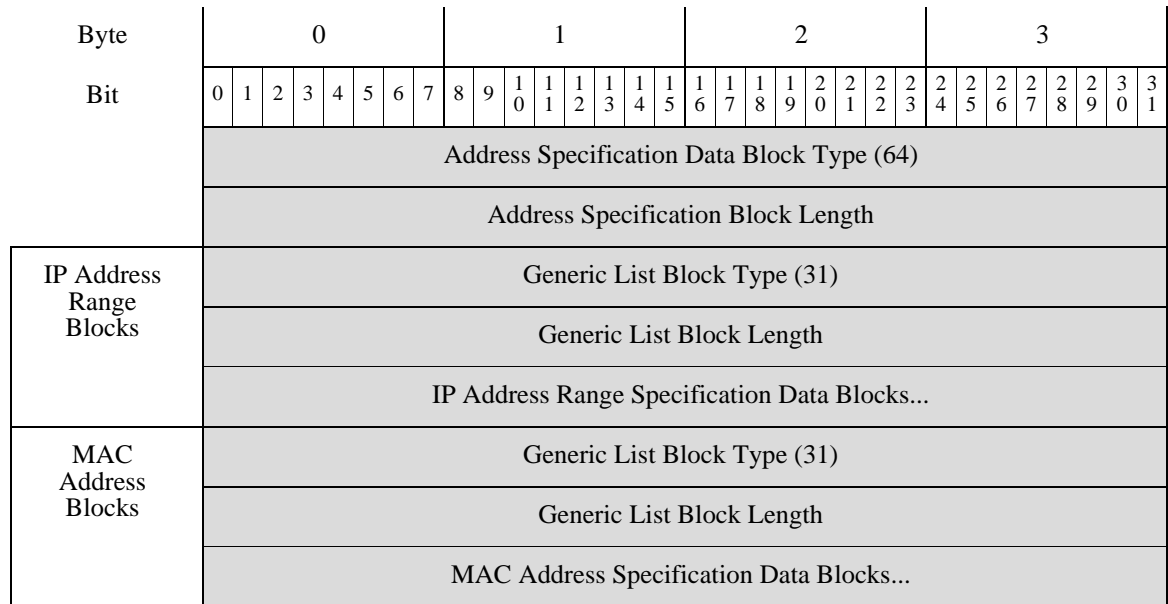 Byte 0 1 2 3
Bit 0 1 2 3 4 5 6 7 8 9 10 11 12 13 14 15 16 17 18 19 20 21 22 23 24 25 26 27 28 29 30 31
Address Specification Data Block Type (64)
Address Specification Block Length
IP Address
Range
Blocks
Generic List Block Type (31)
Generic List Block Length
IP Address Range Specification Data Blocks...
MAC
Address
Blocks
Generic List Block Type (31)
Generic List Block Length
MAC Address Specification Data Blocks...